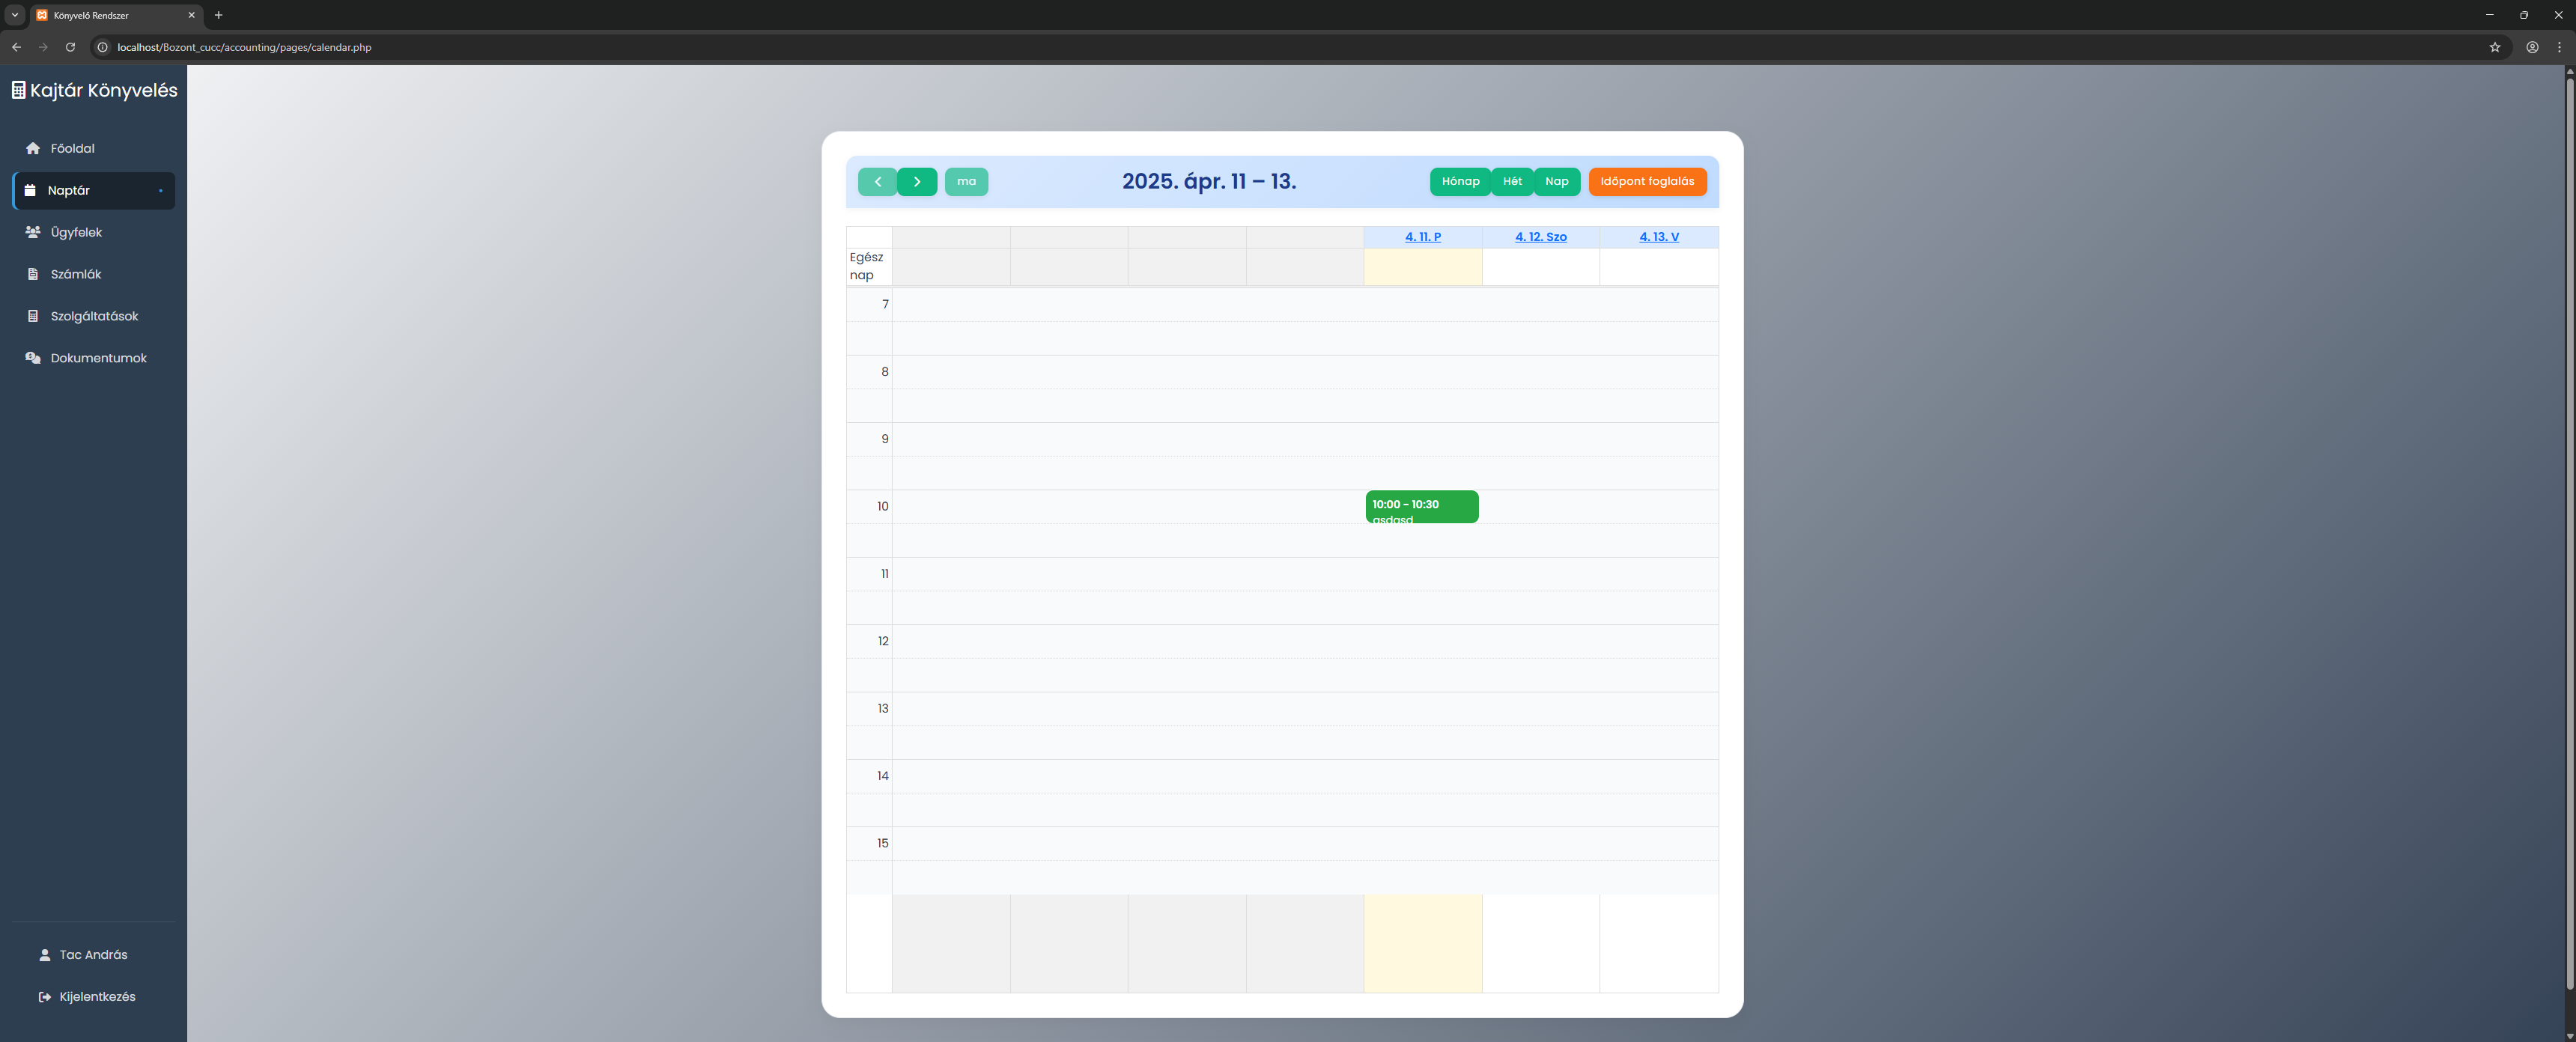 Könyvelő Rendszer
localhost/Bozont_cucc/accounting/pages/calendar.php
Kajtár Könyvelés
Főoldal
Naptár
Ügyfelek
Számlák
Szolgáltatások
Dokumentumok
Tac András
Kijelentkezés
ma
2025. ápr. 11 – 13.
Hónap Hét Nap Időpont foglalás
4. 11. P 4. 12. Szo 4. 13. V
Egész
nap
7
8
9
10
10:00 - 10:30
asdasd
11
12
13
14
15